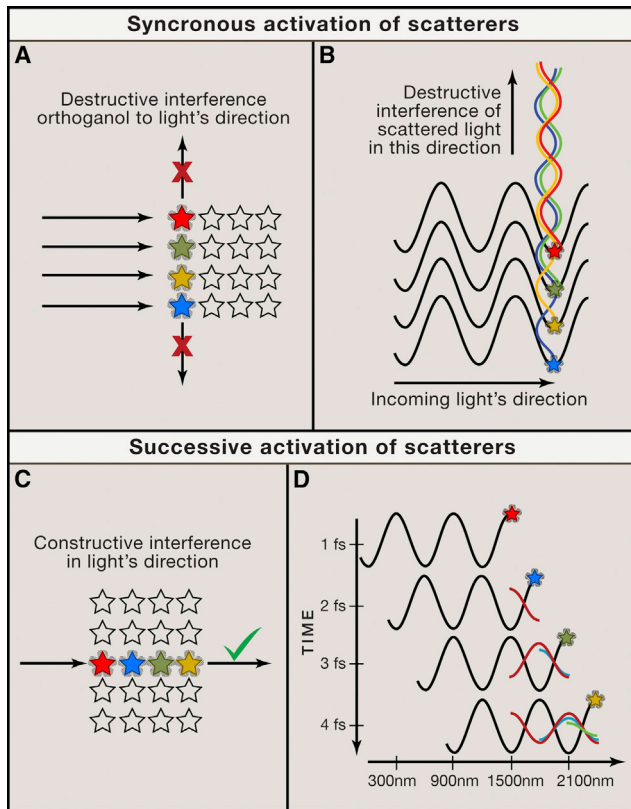 Syncronous activation of scatterers
A
Destructive interference
orthoganol to light's direction
B
Destructive
interference of
scattered light
in this direction
Incoming light's direction
Successive activation of scatterers
C
Constructive interference
in light's direction
D
TIME
1 fs
2 fs
3 fs
4 fs
300nm 900nm 1500nm 2100nm